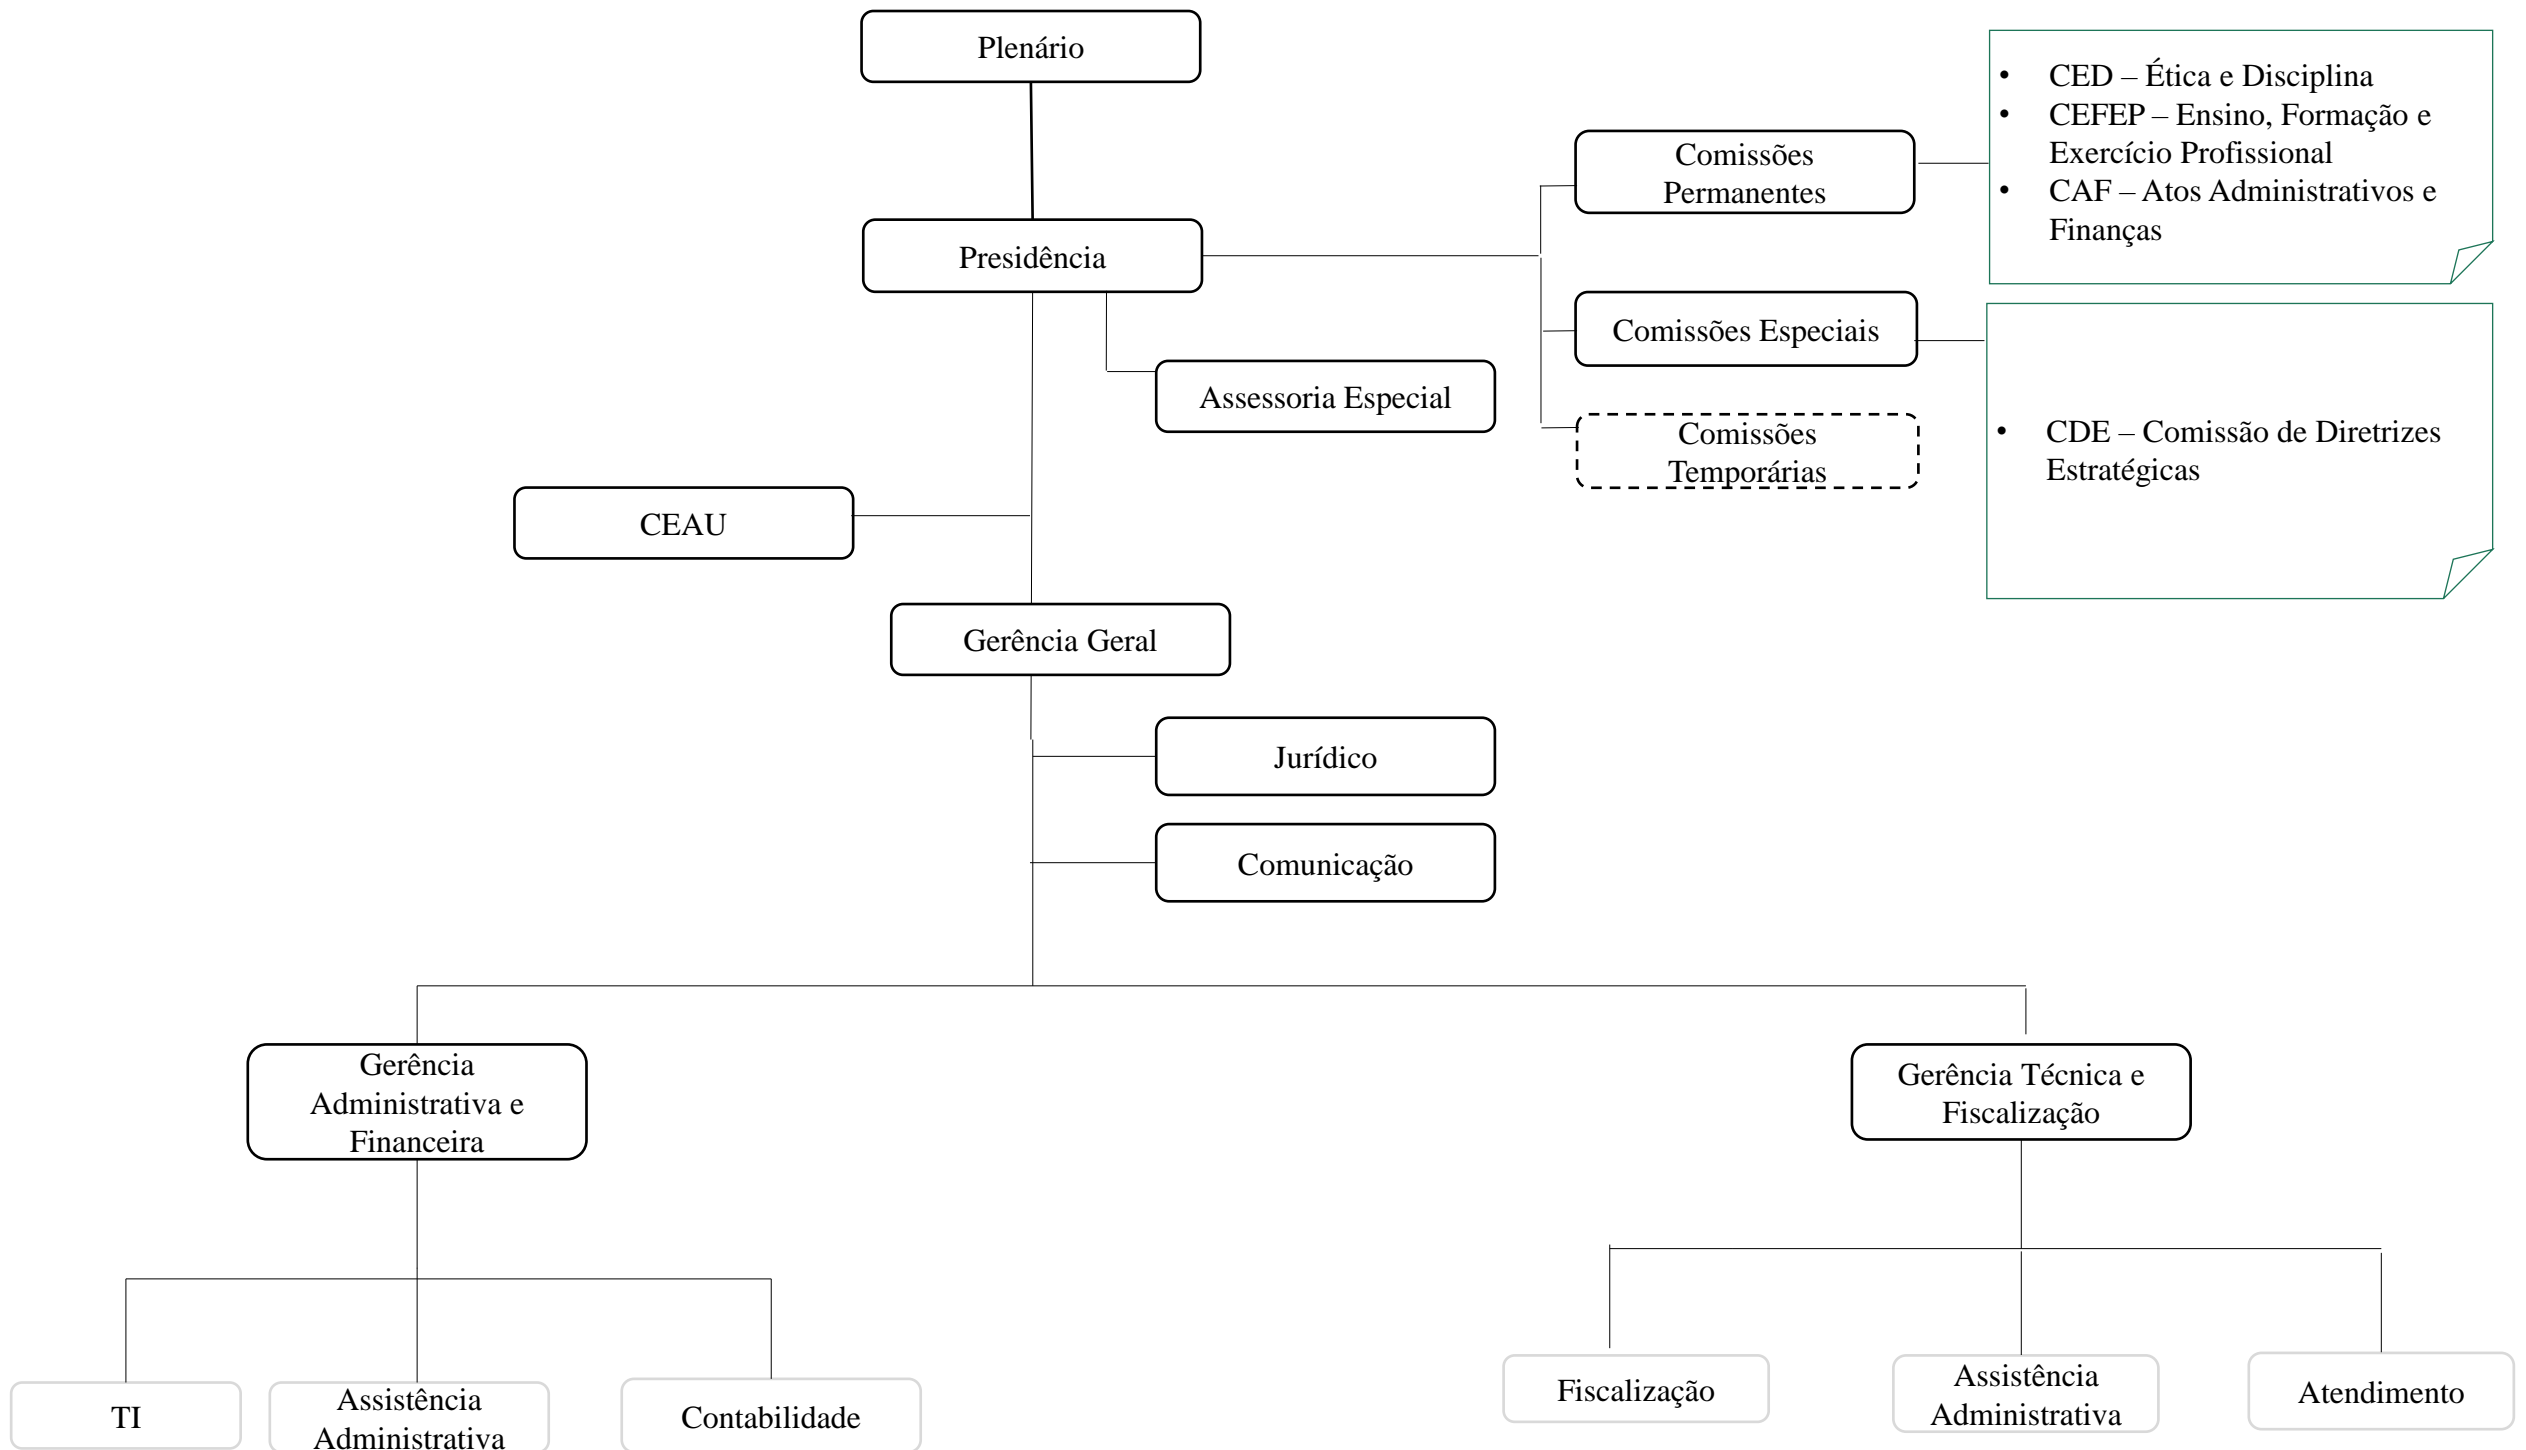 Plenário
• CED – Ética e Disciplina
• CEFEP – Ensino, Formação e
Exercício Profissional
• CAF – Atos Administrativos e
Finanças
Comissões
Permanentes
Presidência
Comissões Especiais
Assessoria Especial
Comissões
Temporárias
• CDE – Comissão de Diretrizes
Estratégicas
CEAU
Gerência Geral
Jurídico
Comunicação
Gerência
Administrativa e
Financeira
Gerência Técnica e
Fiscalização
TI
Assistência
Administrativa
Contabilidade
Fiscalização
Assistência
Administrativa
Atendimento